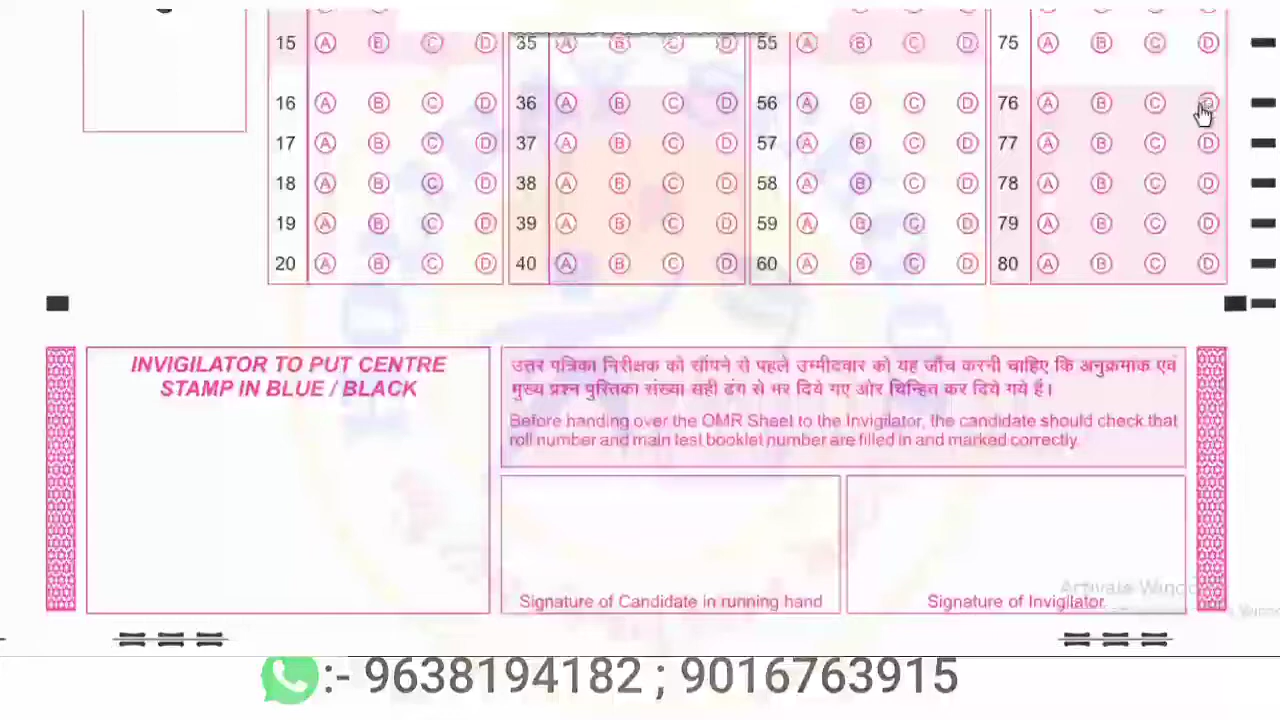 15 A B C D 35 A B C D 55 A B C D 75 A B C D
16 A B C D 36 A B C D 56 A B C D 76 A B C D
17 A B C D 37 A B C D 57 A B C D 77 A B C D
18 A B C D 38 A B C D 58 A B C D 78 A B C D
19 A B C D 39 A B C D 59 A B C D 79 A B C D
20 A B C D 40 A B C D 60 A B C D 80 A B C D
INVIGILATOR TO PUT CENTRE
STAMP IN BLUE / BLACK
उत्तर पत्रिका निरीक्षक को सौंपने से पहले उम्मीदवार को यह जाँच करनी चाहिए कि अनुक्रमांक एवं
मुख्य प्रश्न पुस्तिका संख्या सही ढंग से भर दिये गए और चिन्हित कर दिये गये हैं।
Before handing over the OMR Sheet to the Invigilator, the candidate should check that
roll number and main test booklet number are filled in and marked correctly.
Signature of Candidate in running hand
Signature of Invigilator
Activate Windo
:- 9638194182 ; 9016763915